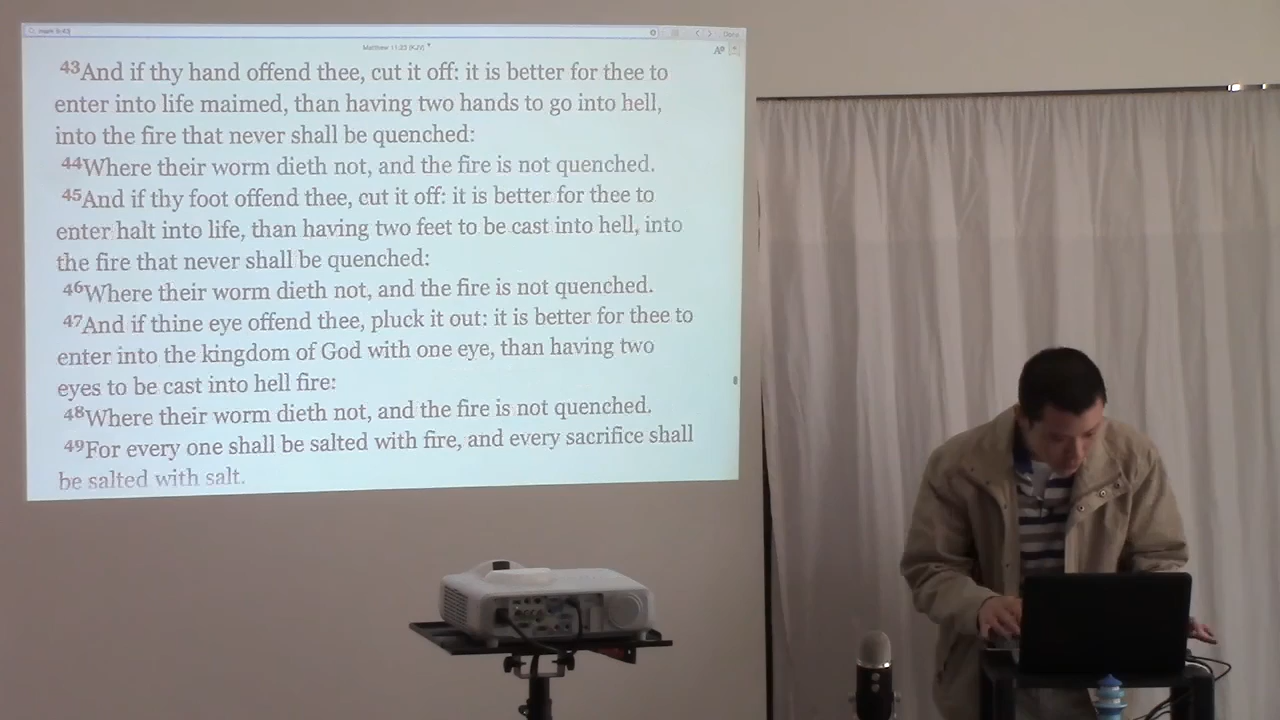 mark 9:43
Matthew 11:23 (KJV)
43And if thy hand offend thee, cut it off: it is better for thee to
enter into life maimed, than having two hands to go into hell,
into the fire that never shall be quenched:
44Where their worm dieth not, and the fire is not quenched.
45And if thy foot offend thee, cut it off: it is better for thee to
enter halt into life, than having two feet to be cast into hell, into
the fire that never shall be quenched:
46Where their worm dieth not, and the fire is not quenched.
47And if thine eye offend thee, pluck it out: it is better for thee to
enter into the kingdom of God with one eye, than having two
eyes to be cast into hell fire:
48Where their worm dieth not, and the fire is not quenched.
49For every one shall be salted with fire, and every sacrifice shall
be salted with salt.